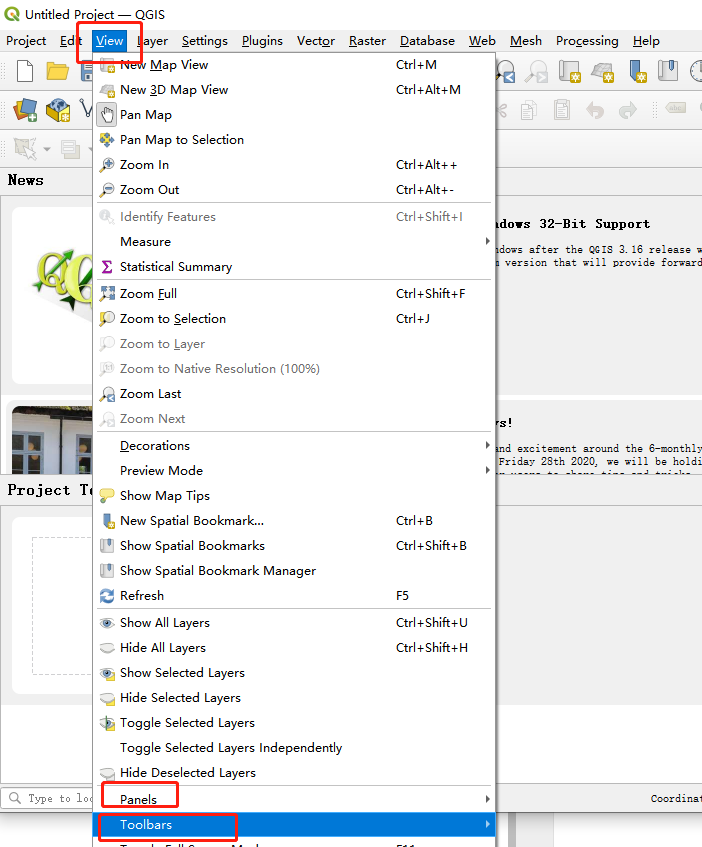 Untitled Project — QGIS
Project Edit View Layer Settings Plugins Vector Raster Database Web Mesh Processing Help
New Map View Ctrl+M
New 3D Map View Ctrl+Alt+M
Pan Map
Pan Map to Selection
Zoom In Ctrl+Alt++
Zoom Out Ctrl+Alt+-
News
Identify Features Ctrl+Shift+I
ndows 32-Bit Support
Measure
ndows after the QGIS 3.16 release w
version that will provide forward
Statistical Summary
Zoom Full Ctrl+Shift+F
Zoom to Selection Ctrl+J
Zoom to Layer
Zoom to Native Resolution (100%)
Zoom Last
Zoom Next
ys!
Decorations
and excitement around the 6-monthly
Friday 28th 2020, we will be holdi
Preview Mode
Project Te
Show Map Tips
New Spatial Bookmark... Ctrl+B
Show Spatial Bookmarks Ctrl+Shift+B
Show Spatial Bookmark Manager
Refresh F5
Show All Layers Ctrl+Shift+U
Hide All Layers Ctrl+Shift+H
Show Selected Layers
Hide Selected Layers
Toggle Selected Layers
Toggle Selected Layers Independently
Hide Deselected Layers
Type to loc
Panels
Coordinat
Toolbars